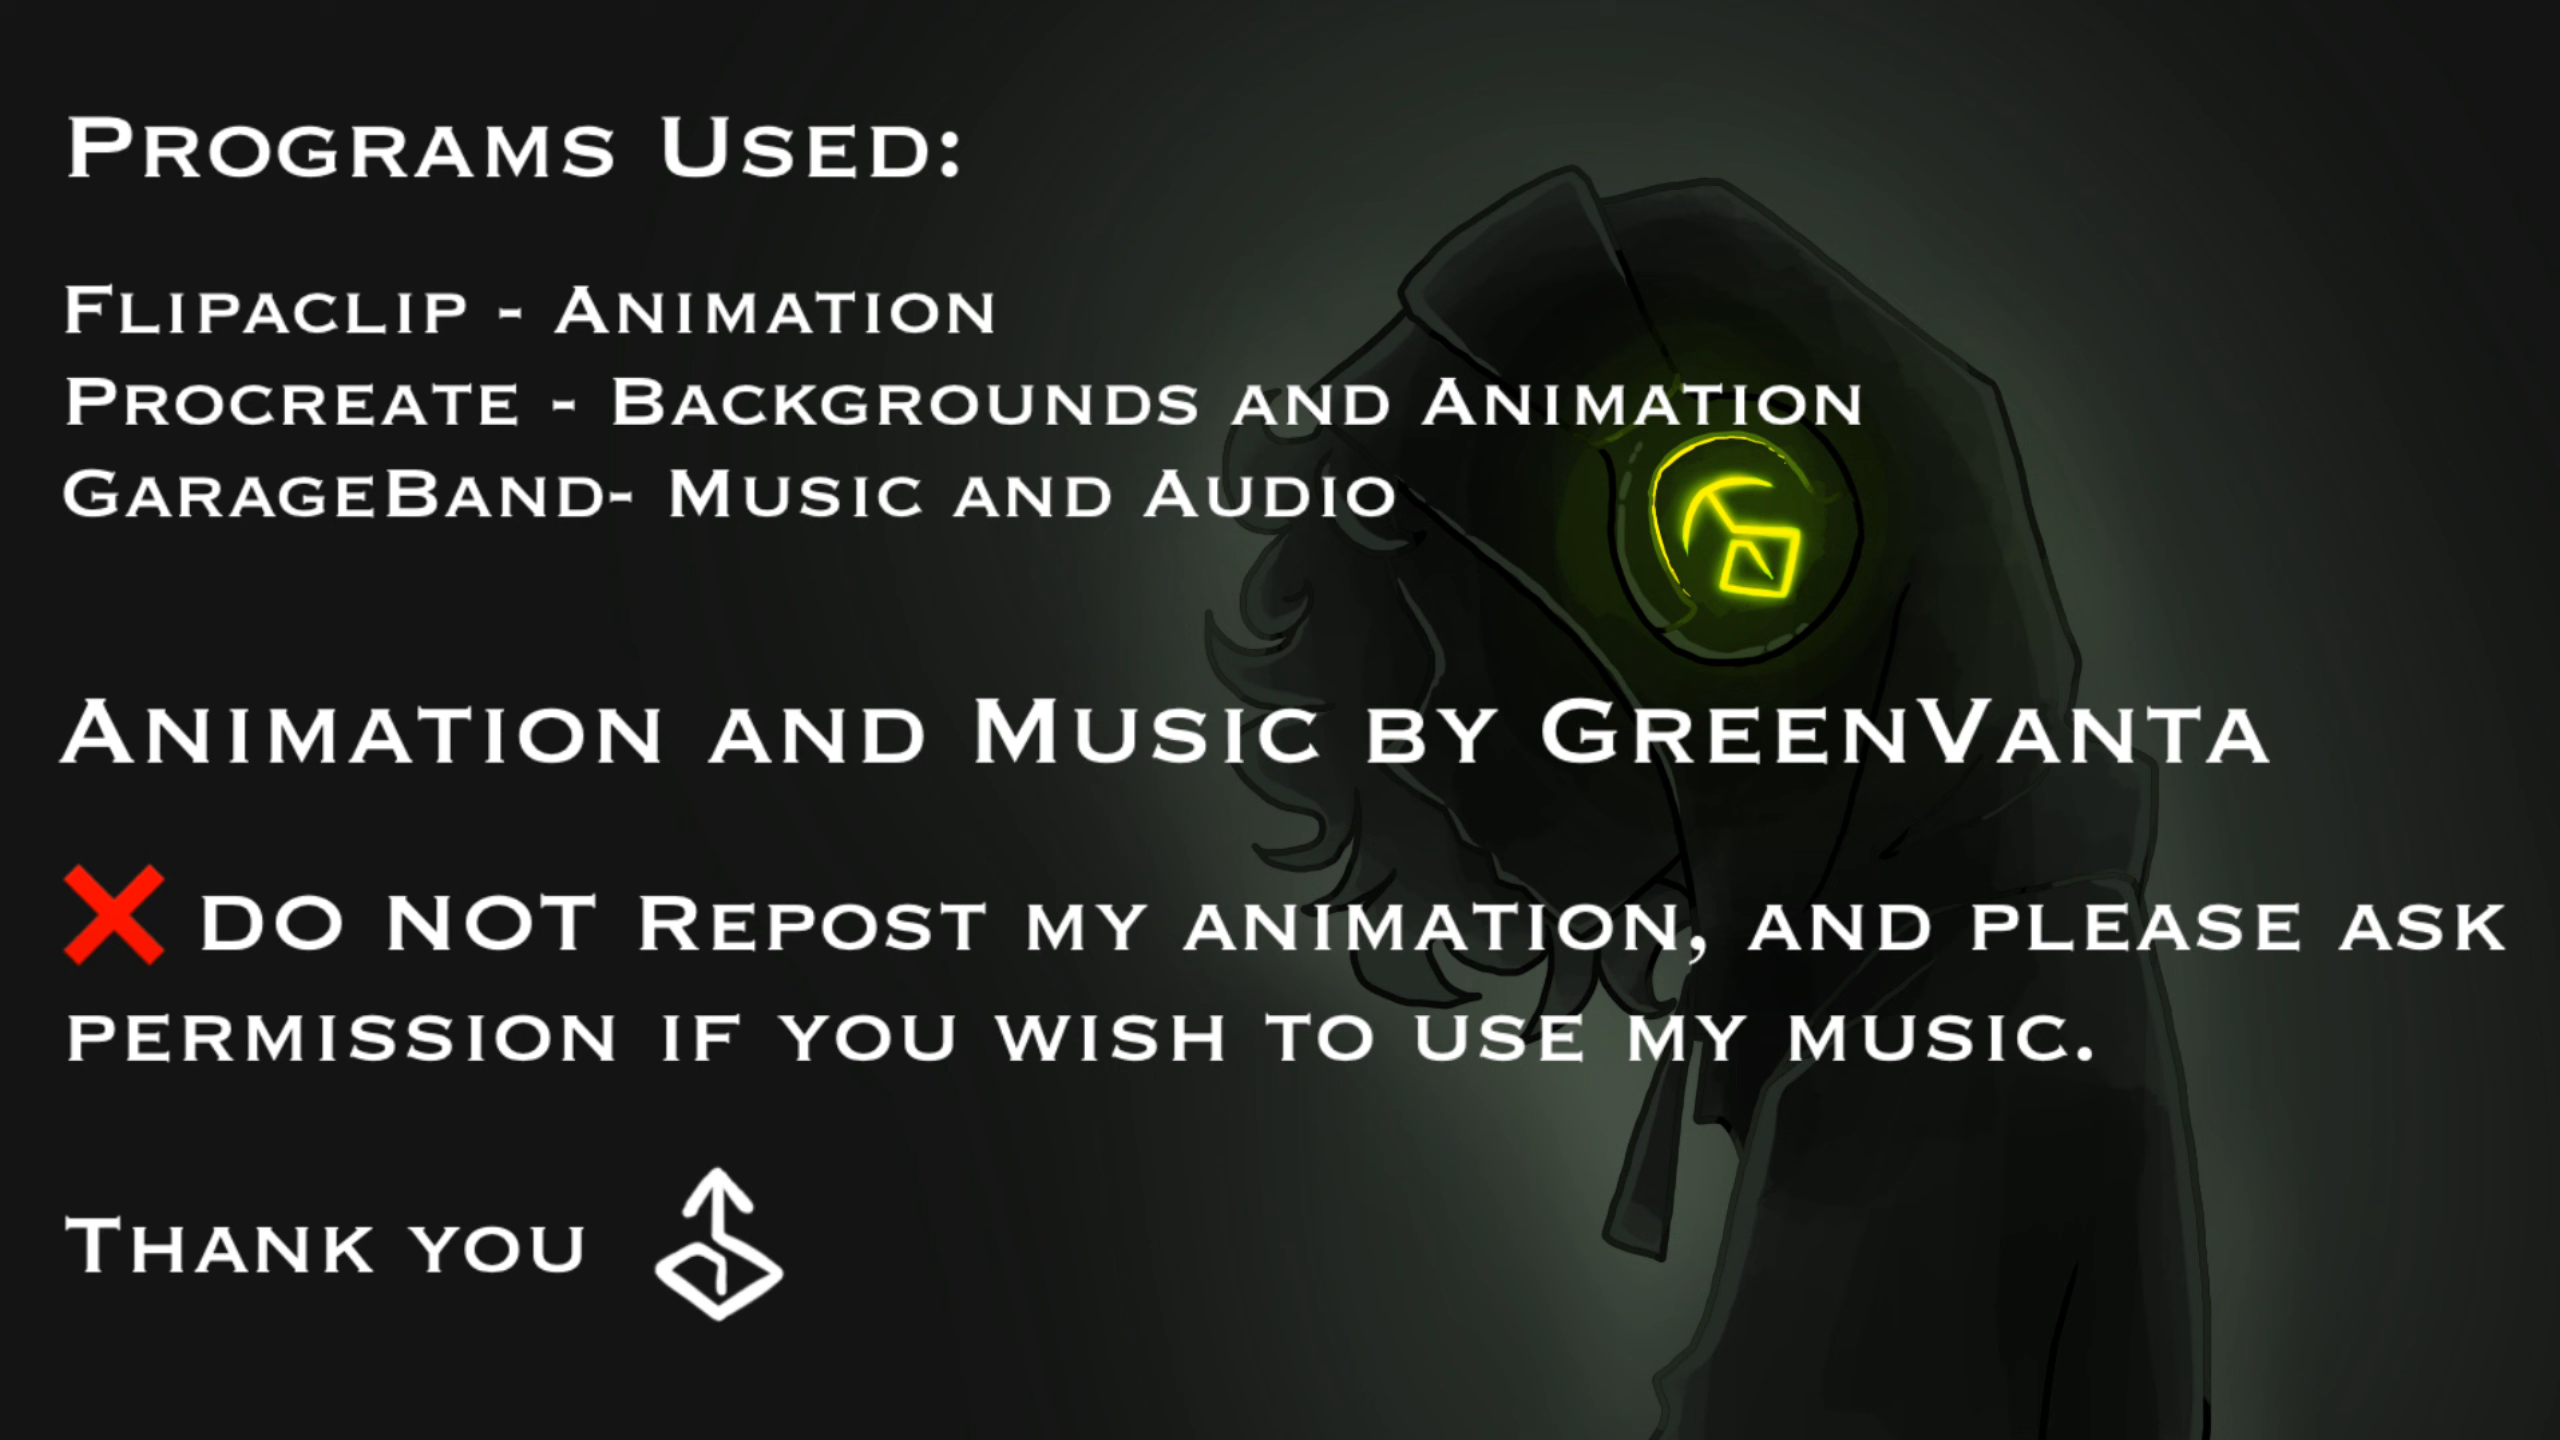 Programs Used:
Flipaclip - Animation
Procreate - Backgrounds and Animation
GarageBand- Music and Audio
Animation and Music by GreenVanta
❌ DO NOT Repost my animation, and please ask
permission if you wish to use my music.
Thank you